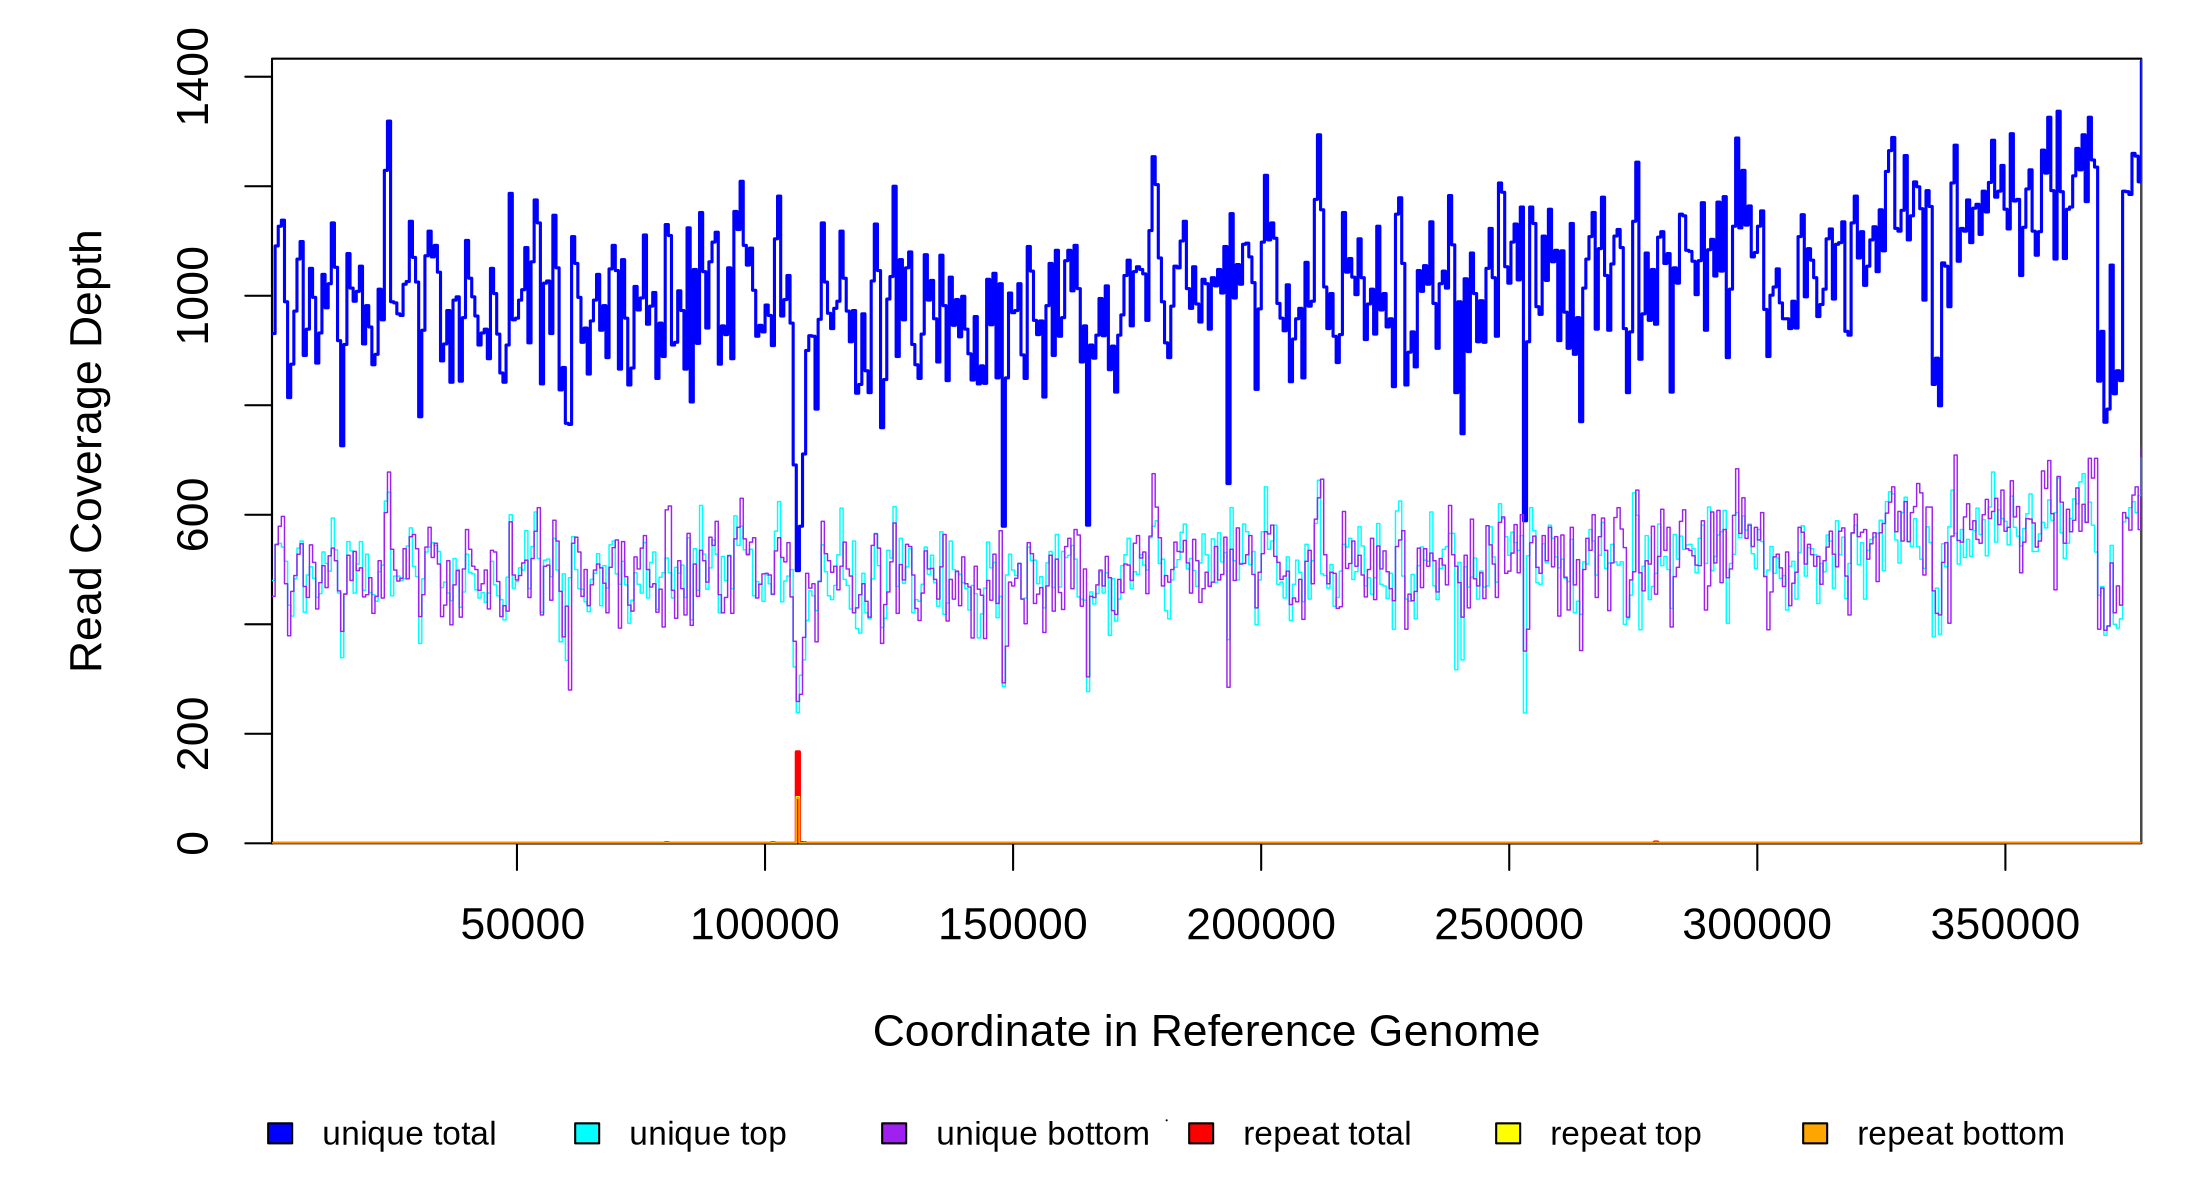 1400
1000
600
200
0
Read Coverage Depth
50000 100000 150000 200000 250000 300000 350000
Coordinate in Reference Genome
unique total unique top unique bottom repeat total repeat top repeat bottom